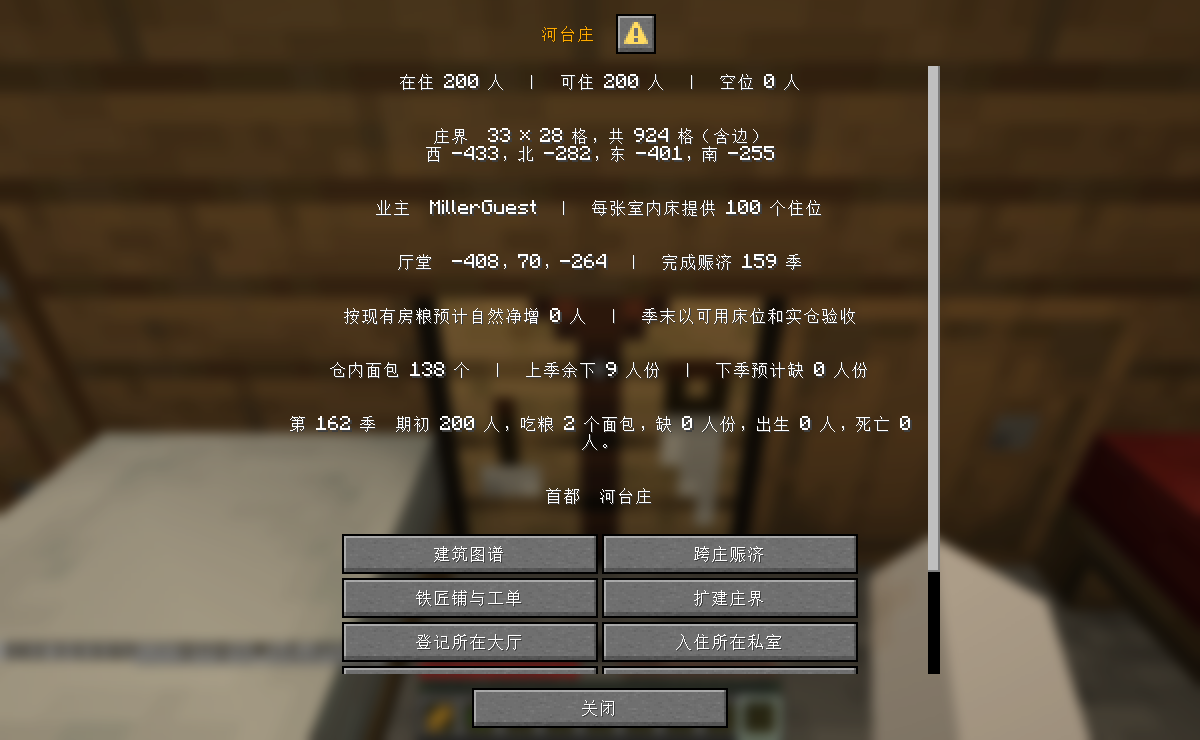 河台庄
在住 200 人 | 可住 200 人 | 空位 0 人
庄界 33 × 28 格，共 924 格（含边）
西 -433，北 -282，东 -401，南 -255
业主 MillerGuest | 每张室内床提供 100 个住位
厅堂 -408，70，-264 | 完成赈济 159 季
按现有房粮预计自然净增 0 人 | 季末以可用床位和实仓验收
仓内面包 138 个 | 上季余下 9 人份 | 下季预计缺 0 人份
第 162 季 期初 200 人，吃粮 2 个面包，缺 0 人份，出生 0 人，死亡 0
人。
首都 河台庄
建筑图谱 跨庄赈济
铁匠铺与工单 扩建庄界
登记所在大厅 入住所在私室
关闭